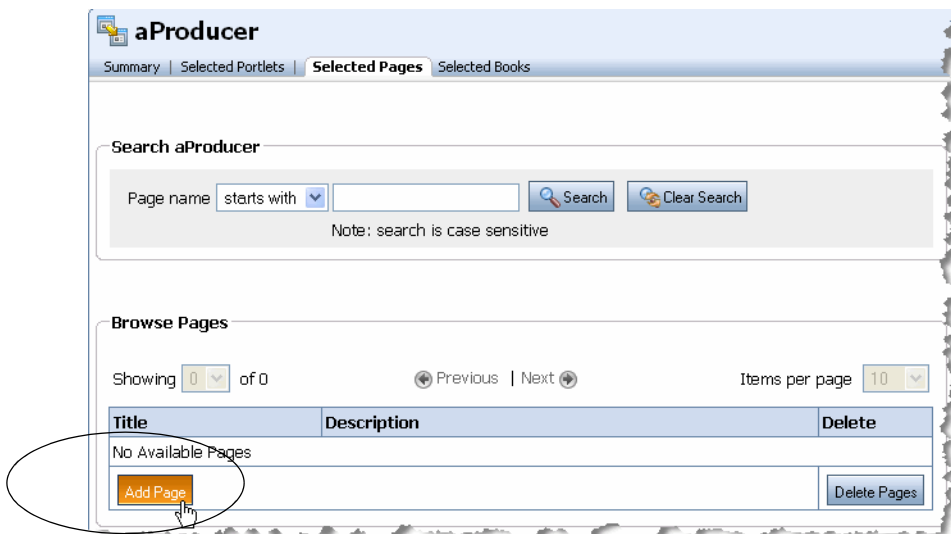 aProducer
Summary | Selected Portlets | Selected Pages Selected Books
Search aProducer
Page name starts with Search Clear Search
Note: search is case sensitive
Browse Pages
Showing 0 of 0 Previous | Next Items per page 10
Title Description Delete
No Available Pages
Add Page Delete Pages